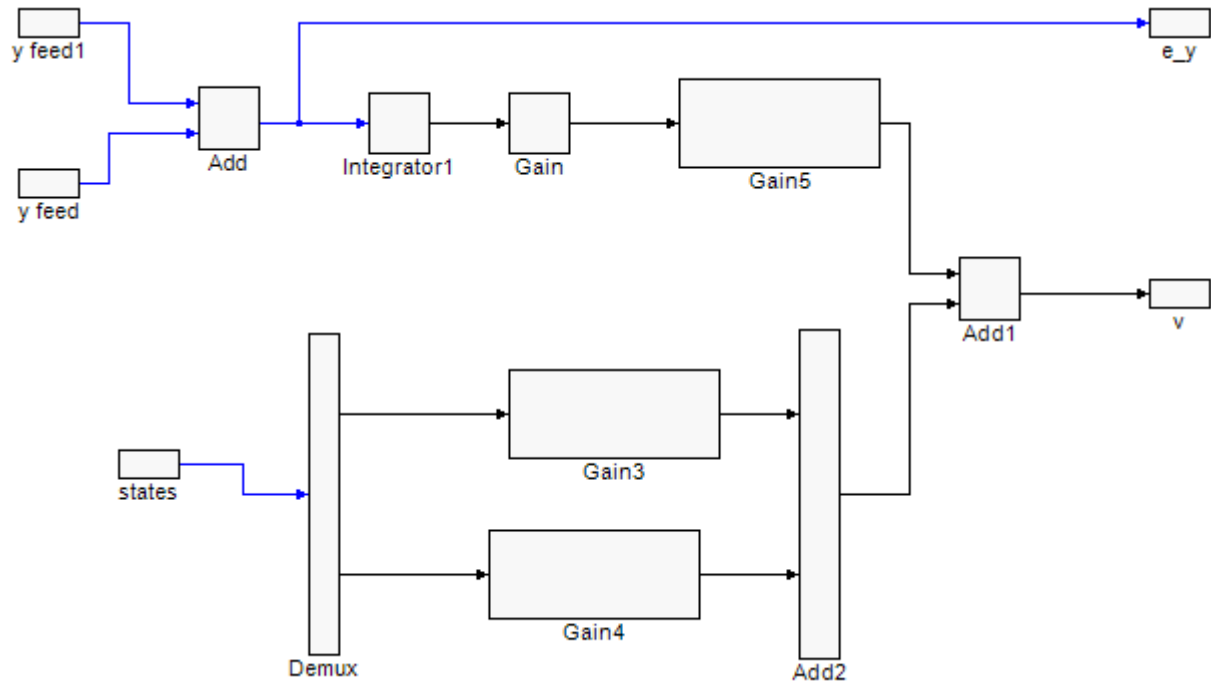 y feed1
e_y
Add
Integrator1
Gain
Gain5
y feed
Add1
v
states
Gain3
Gain4
Demux
Add2